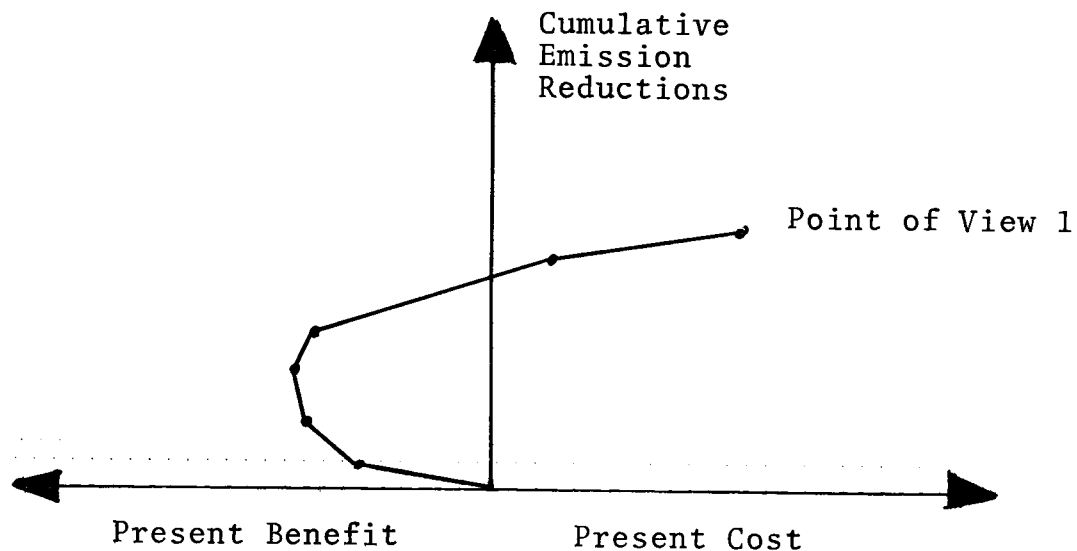 Cumulative
Emission
Reductions
Point of View 1
Present Benefit
Present Cost